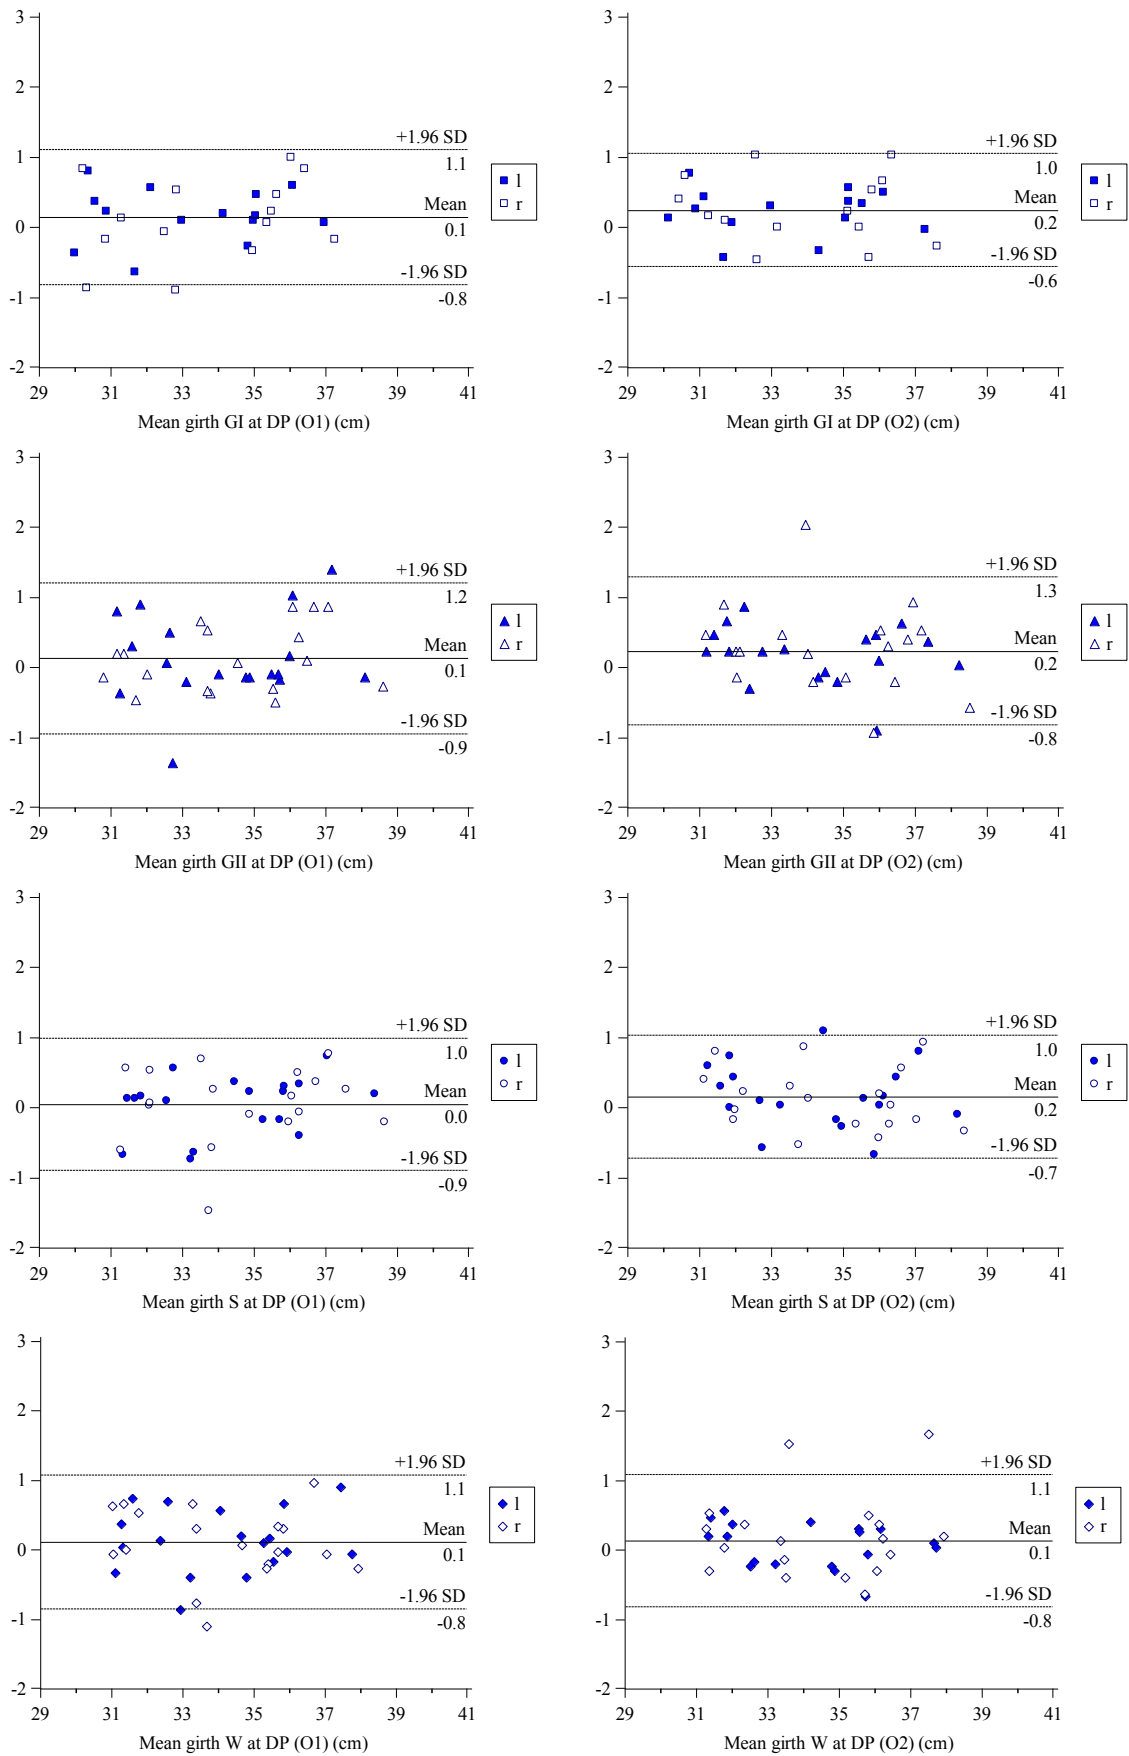 3
2
1
0
-1
-2
+1.96 SD
1.1
Mean
0.1
-1.96 SD
-0.8
l
r
29 31 33 35 37 39 41
Mean girth GI at DP (O1) (cm)
3
2
1
0
-1
-2
+1.96 SD
1.0
Mean
0.2
-1.96 SD
-0.6
l
r
29 31 33 35 37 39 41
Mean girth GI at DP (O2) (cm)
3
2
1
0
-1
-2
+1.96 SD
1.2
Mean
0.1
-1.96 SD
-0.9
l
r
29 31 33 35 37 39 41
Mean girth GII at DP (O1) (cm)
3
2
1
0
-1
-2
+1.96 SD
1.3
Mean
0.2
-1.96 SD
-0.8
l
r
29 31 33 35 37 39 41
Mean girth GII at DP (O2) (cm)
3
2
1
0
-1
-2
+1.96 SD
1.0
Mean
0.0
-1.96 SD
-0.9
l
r
29 31 33 35 37 39 41
Mean girth S at DP (O1) (cm)
3
2
1
0
-1
-2
+1.96 SD
1.0
Mean
0.2
-1.96 SD
-0.7
l
r
29 31 33 35 37 39 41
Mean girth S at DP (O2) (cm)
3
2
1
0
-1
-2
+1.96 SD
1.1
Mean
0.1
-1.96 SD
-0.8
l
r
29 31 33 35 37 39 41
Mean girth W at DP (O1) (cm)
3
2
1
0
-1
-2
+1.96 SD
1.1
Mean
0.1
-1.96 SD
-0.8
l
r
29 31 33 35 37 39 41
Mean girth W at DP (O2) (cm)